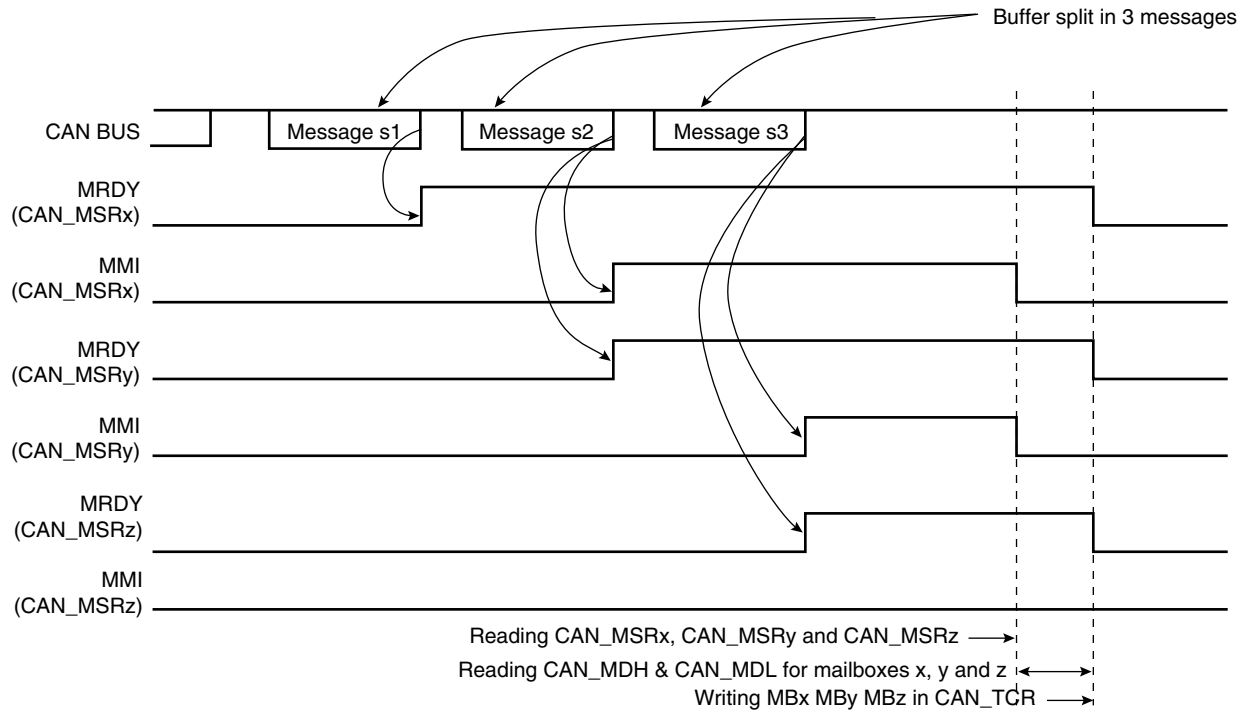 Buffer split in 3 messages
CAN BUS
Message s1
Message s2
Message s3
MRDY
(CAN_MSRx)
MMI
(CAN_MSRx)
MRDY
(CAN_MSRy)
MMI
(CAN_MSRy)
MRDY
(CAN_MSRz)
MMI
(CAN_MSRz)
Reading CAN_MSRx, CAN_MSRy and CAN_MSRz
Reading CAN_MDH & CAN_MDL for mailboxes x, y and z
Writing MBx MBy MBz in CAN_TCR